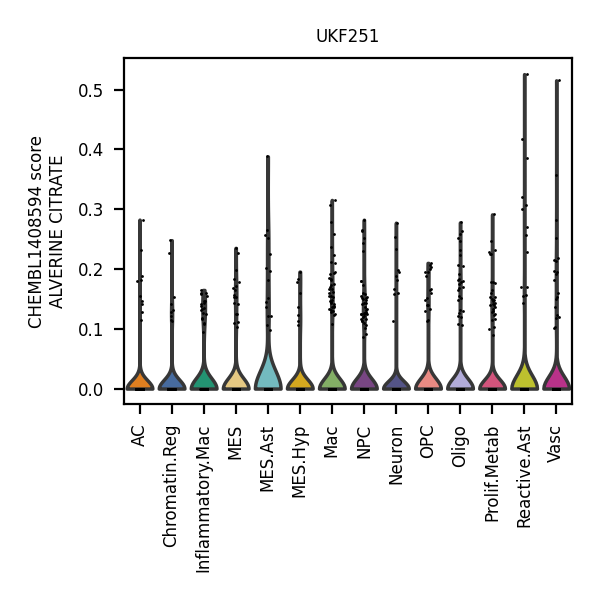 UKF251
CHEMBL1408594 score
ALVERINE CITRATE
0.5
0.4
0.3
0.2
0.1
0.0
AC
Chromatin.Reg
Inflammatory.Mac
MES
MES.Ast
MES.Hyp
Mac
NPC
Neuron
OPC
Oligo
Prolif.Metab
Reactive.Ast
Vasc